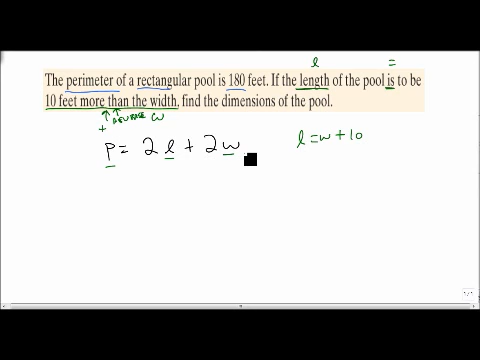 l =
The perimeter of a rectangular pool is 180 feet. If the length of the pool is to be
10 feet more than the width, find the dimensions of the pool.
+ REVERSE W
P = 2l + 2w
l = w + 10